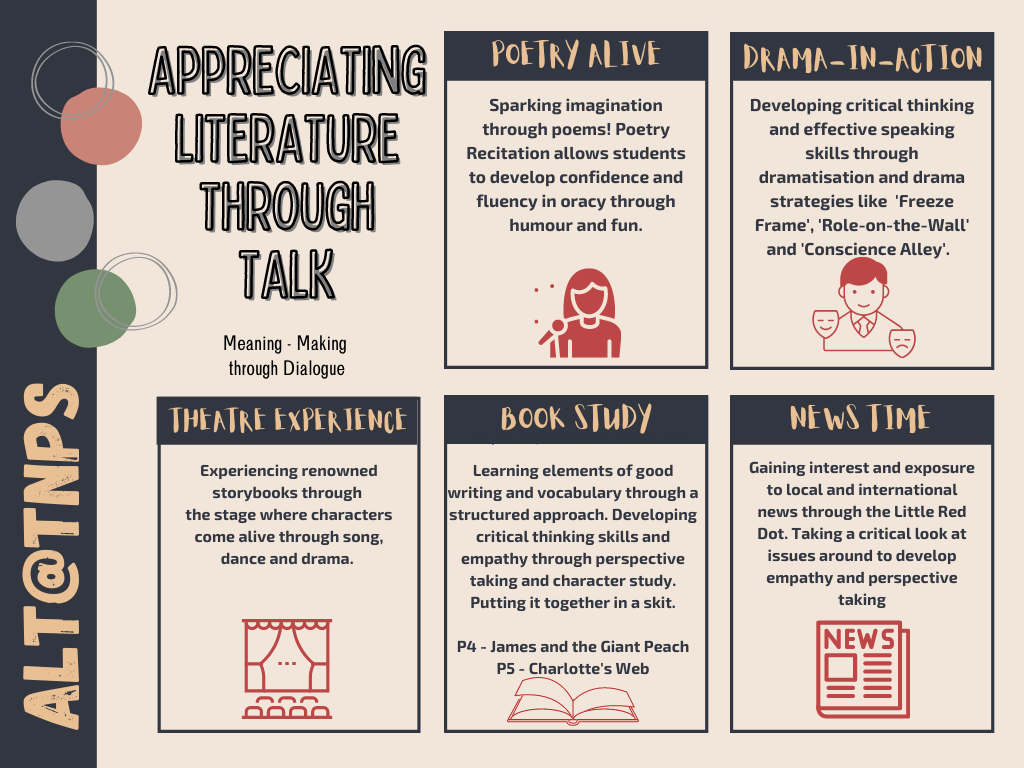 APPRECIATING
LITERATURE
THROUGH
TALK
Meaning - Making
through Dialogue
ALT@TNPS
POETRY ALIVE
Sparking imagination
through poems! Poetry
Recitation allows students
to develop confidence and
fluency in oracy through
humour and fun.
DRAMA-IN-ACTION
Developing critical thinking
and effective speaking
skills through
dramatisation and drama
strategies like 'Freeze
Frame', 'Role-on-the-Wall'
and 'Conscience Alley'.
THEATRE EXPERIENCE
Experiencing renowned
storybooks through
the stage where characters
come alive through song,
dance and drama.
BOOK STUDY
Learning elements of good
writing and vocabulary through a
structured approach. Developing
critical thinking skills and
empathy through perspective
taking and character study.
Putting it together in a skit.
P4 - James and the Giant Peach
P5 - Charlotte's Web
NEWS TIME
Gaining interest and exposure
to local and international
news through the Little Red
Dot. Taking a critical look at
issues around to develop
empathy and perspective
taking
NEWS